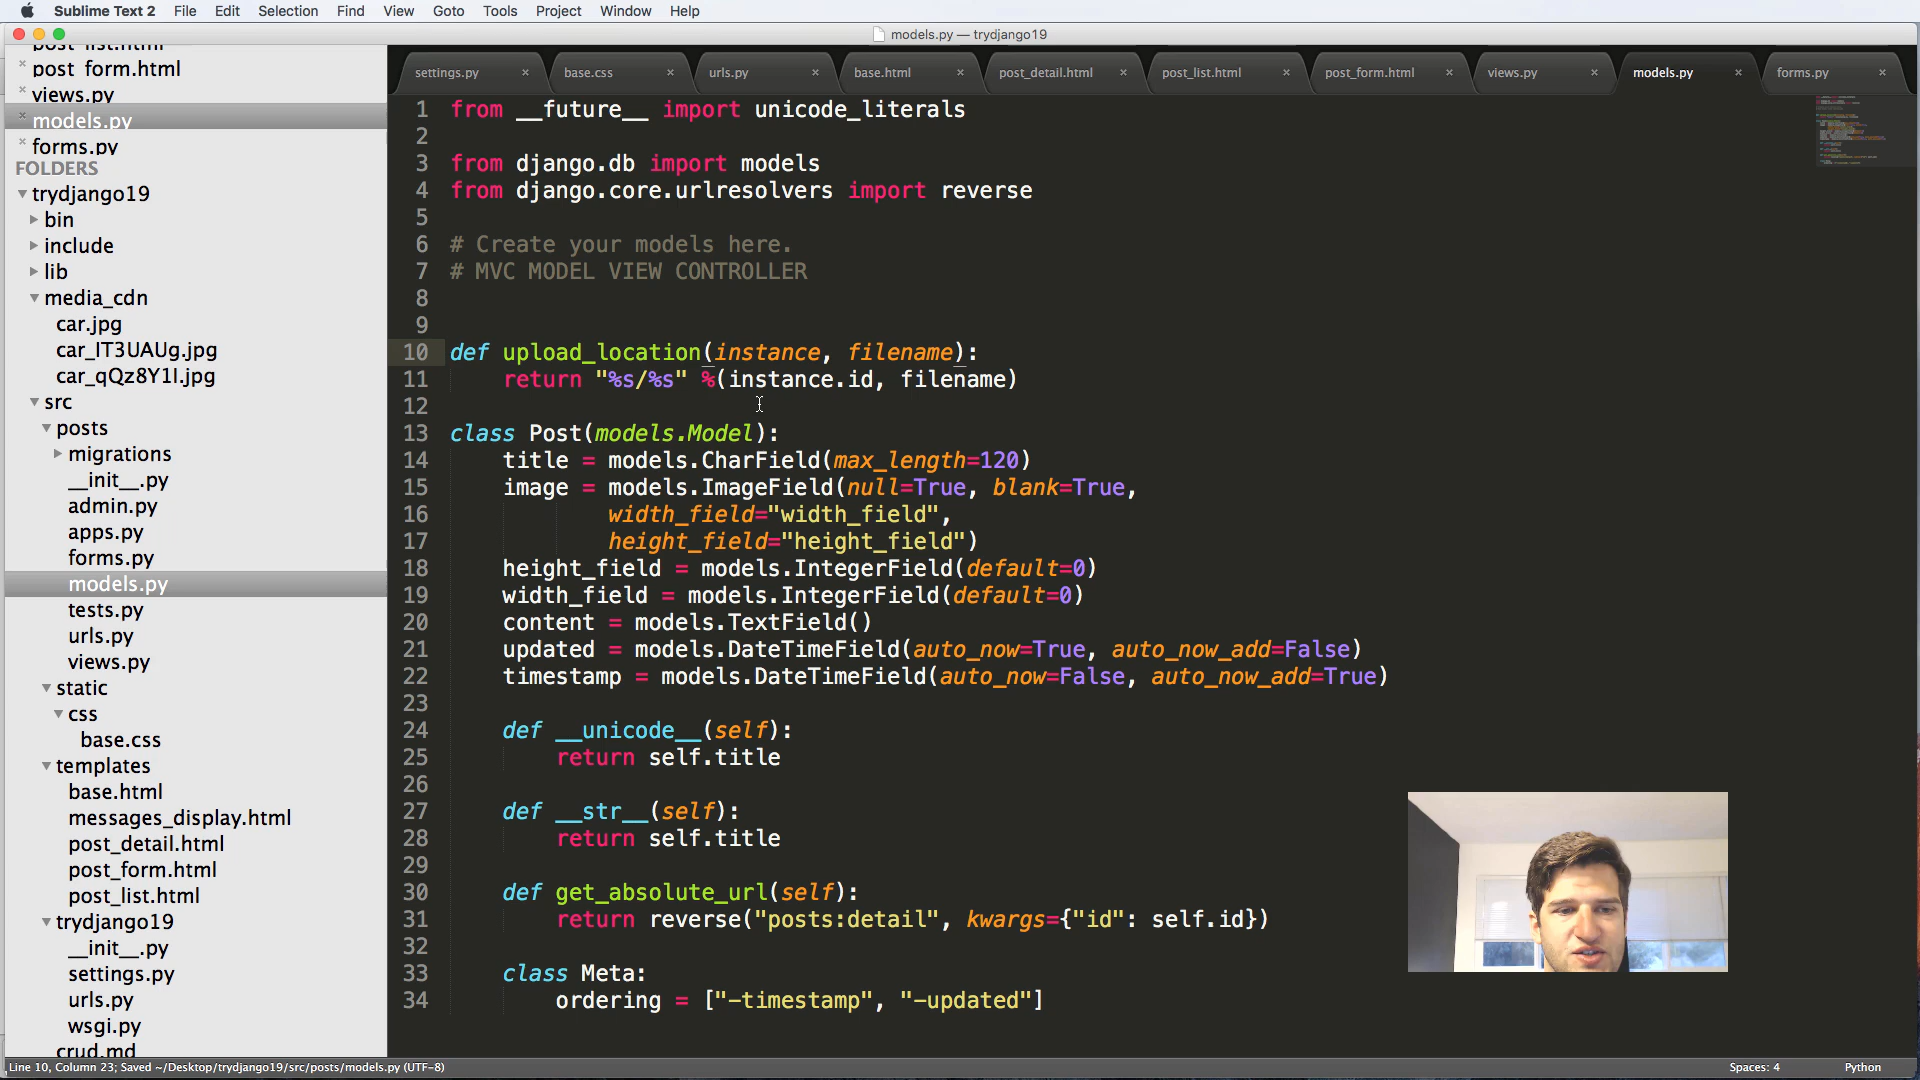 Sublime Text 2 File Edit Selection Find View Goto Tools Project Window Help
models.py — trydjango19
post_list.html
post_form.html
views.py
models.py
forms.py
FOLDERS
trydjango19
bin
include
lib
media_cdn
car.jpg
car_IT3UAUg.jpg
car_qQz8Y1I.jpg
src
posts
migrations
__init__.py
admin.py
apps.py
forms.py
models.py
tests.py
urls.py
views.py
static
css
base.css
templates
base.html
messages_display.html
post_detail.html
post_form.html
post_list.html
trydjango19
__init__.py
settings.py
urls.py
wsgi.py
crud.md
settings.py base.css urls.py base.html post_detail.html post_list.html post_form.html views.py models.py forms.py
1 from __future__ import unicode_literals
2
3 from django.db import models
4 from django.core.urlresolvers import reverse
5
6 # Create your models here.
7 # MVC MODEL VIEW CONTROLLER
8
9
10 def upload_location(instance, filename):
11     return "%s/%s" %(instance.id, filename)
12
13 class Post(models.Model):
14     title = models.CharField(max_length=120)
15     image = models.ImageField(null=True, blank=True,
16             width_field="width_field",
17             height_field="height_field")
18     height_field = models.IntegerField(default=0)
19     width_field = models.IntegerField(default=0)
20     content = models.TextField()
21     updated = models.DateTimeField(auto_now=True, auto_now_add=False)
22     timestamp = models.DateTimeField(auto_now=False, auto_now_add=True)
23
24     def __unicode__(self):
25         return self.title
26
27     def __str__(self):
28         return self.title
29
30     def get_absolute_url(self):
31         return reverse("posts:detail", kwargs={"id": self.id})
32
33     class Meta:
34         ordering = ["-timestamp", "-updated"]
Line 10, Column 23; Saved ~/Desktop/trydjango19/src/posts/models.py (UTF-8) Spaces: 4 Python